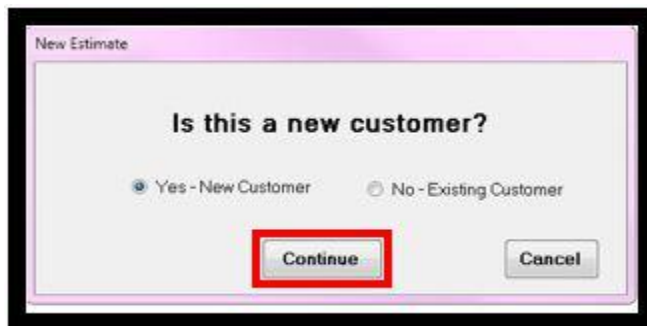 New Estimate
Is this a new customer?
Yes - New Customer No - Existing Customer
Continue Cancel